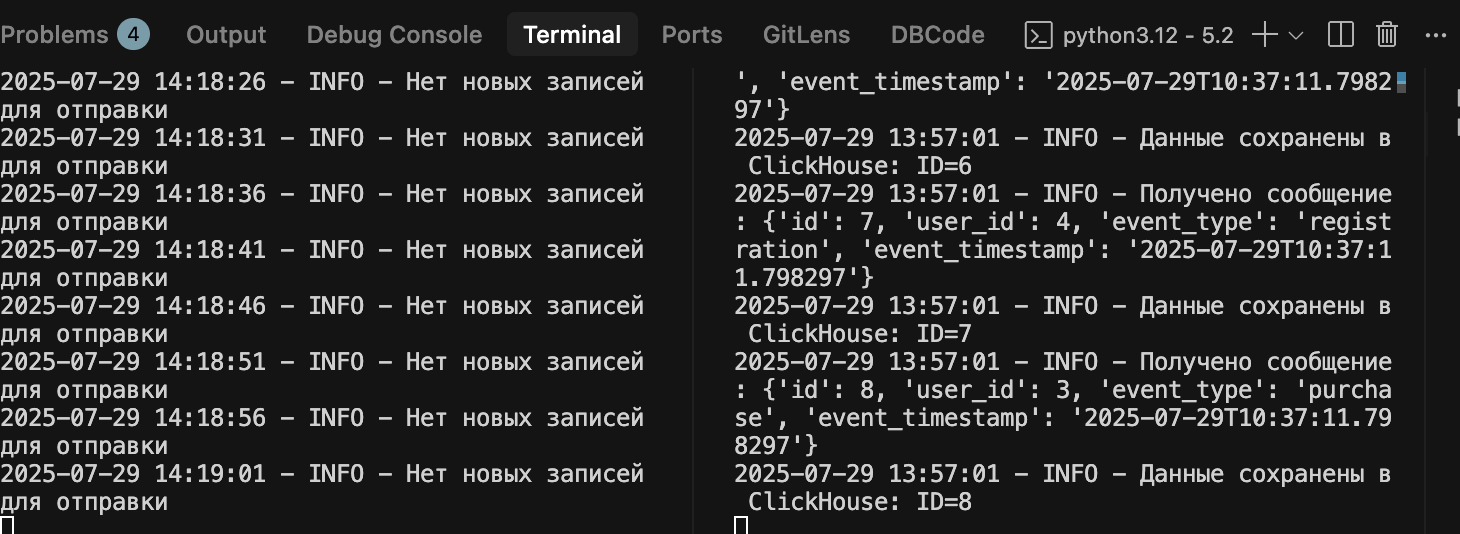 Problems 4 Output Debug Console Terminal Ports GitLens DBCode python3.12 - 5.2
2025-07-29 14:18:26 - INFO - Нет новых записей
для отправки
2025-07-29 14:18:31 - INFO - Нет новых записей
для отправки
2025-07-29 14:18:36 - INFO - Нет новых записей
для отправки
2025-07-29 14:18:41 - INFO - Нет новых записей
для отправки
2025-07-29 14:18:46 - INFO - Нет новых записей
для отправки
2025-07-29 14:18:51 - INFO - Нет новых записей
для отправки
2025-07-29 14:18:56 - INFO - Нет новых записей
для отправки
2025-07-29 14:19:01 - INFO - Нет новых записей
для отправки
', 'event_timestamp': '2025-07-29T10:37:11.7982
97'}
2025-07-29 13:57:01 - INFO - Данные сохранены в
ClickHouse: ID=6
2025-07-29 13:57:01 - INFO - Получено сообщение
: {'id': 7, 'user_id': 4, 'event_type': 'regist
ration', 'event_timestamp': '2025-07-29T10:37:1
1.798297'}
2025-07-29 13:57:01 - INFO - Данные сохранены в
ClickHouse: ID=7
2025-07-29 13:57:01 - INFO - Получено сообщение
: {'id': 8, 'user_id': 3, 'event_type': 'purcha
se', 'event_timestamp': '2025-07-29T10:37:11.79
8297'}
2025-07-29 13:57:01 - INFO - Данные сохранены в
ClickHouse: ID=8